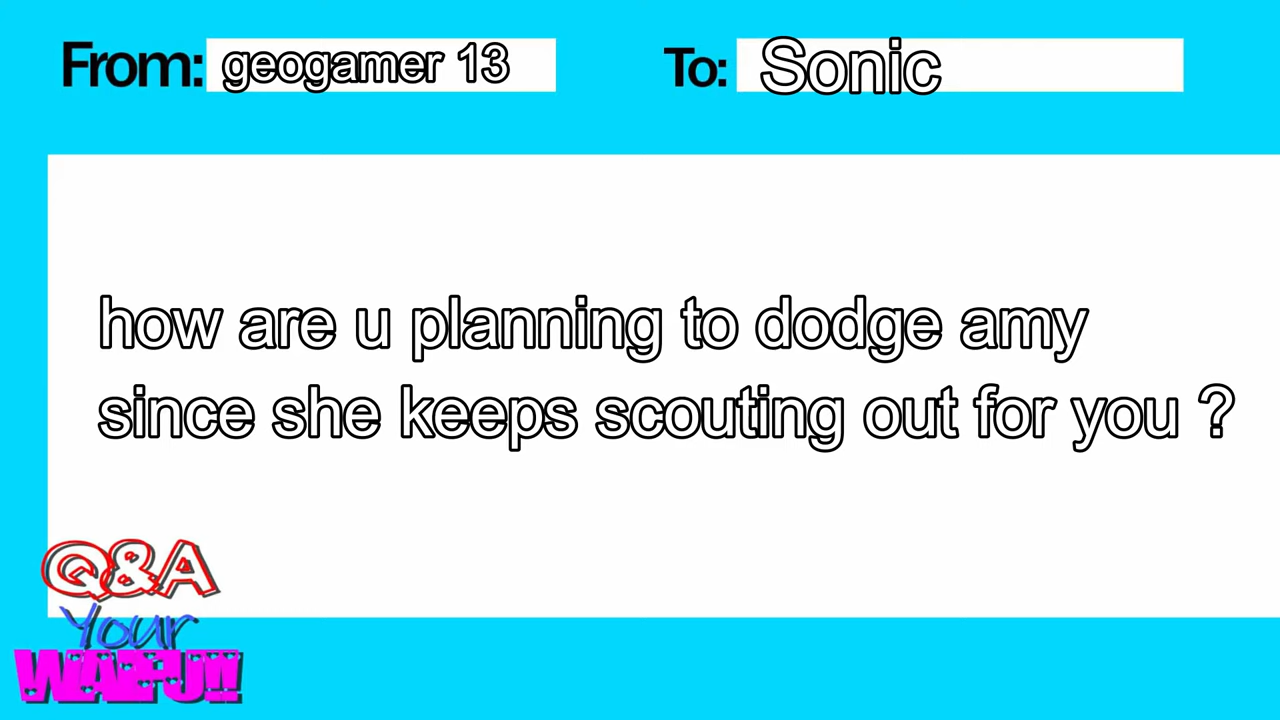 From: geogamer 13 To: Sonic
how are u planning to dodge amy
since she keeps scouting out for you ?
Q&A
Your
WAIFU!!